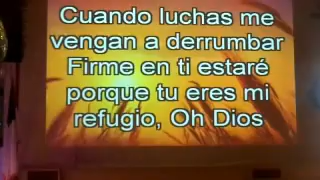 Cuando luchas me
vengan a derrumbar
Firme en ti estaré
porque tu eres mi
refugio, Oh Dios